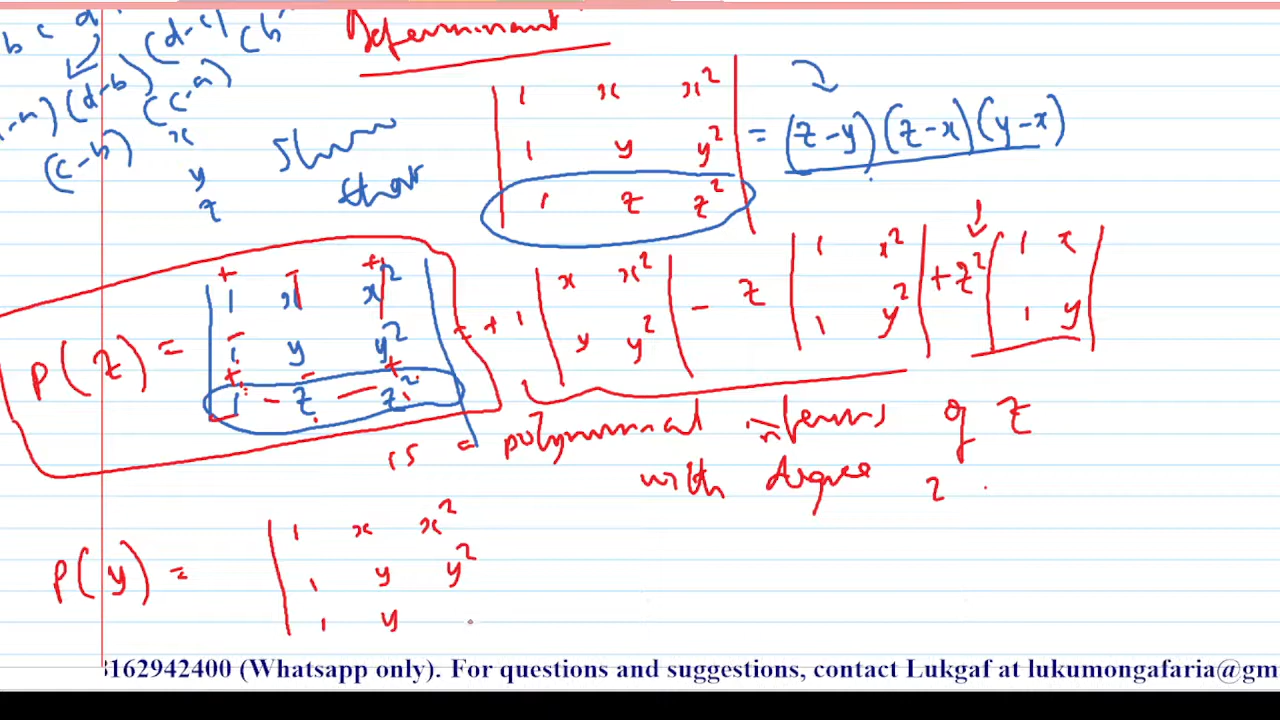 b c d
(d-c) (b
Determinant
-a) (d-b) (c-a)
(c-b)
x
y
z
Show that
| 1 x x² |
| 1 y y² | = (z-y)(z-x)(y-x)
| 1 z z² |
+ - +
1 x x²
-
p(z) = 1 y y² = +1 | x x² | - z | 1 x² | + z² | 1 x |
| y y² | | 1 y² | | 1 y |
+ - +
1 - z - z²
is = polynomial in terms of z
with degree 2.
| 1 x x²
p(y) = | 1 y y²
| 1 y
3162942400 (Whatsapp only). For questions and suggestions, contact Lukgaf at lukumongafaria@gm